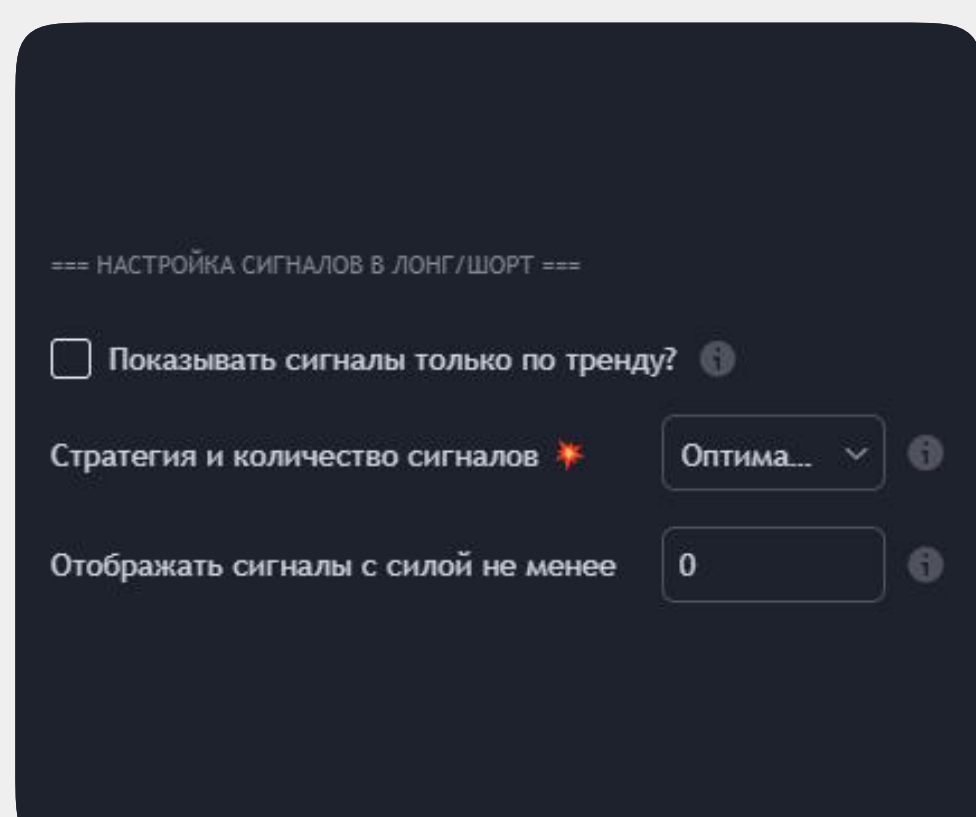 === НАСТРОЙКА СИГНАЛОВ В ЛОНГ/ШОРТ ===
Показывать сигналы только по тренду?
Стратегия и количество сигналов Оптима...
Отображать сигналы с силой не менее 0